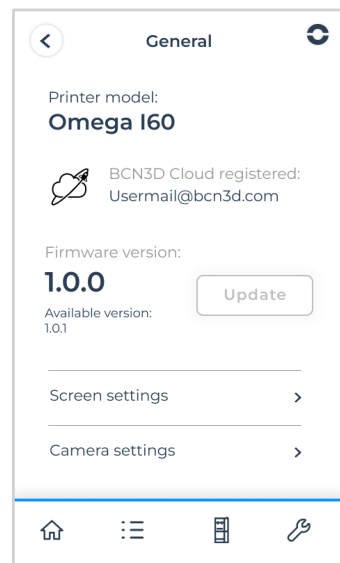 General
Printer model:
Omega I60
BCN3D Cloud registered:
Usermail@bcn3d.com
Firmware version:
1.0.0
Update
Available version:
1.0.1
Screen settings
Camera settings